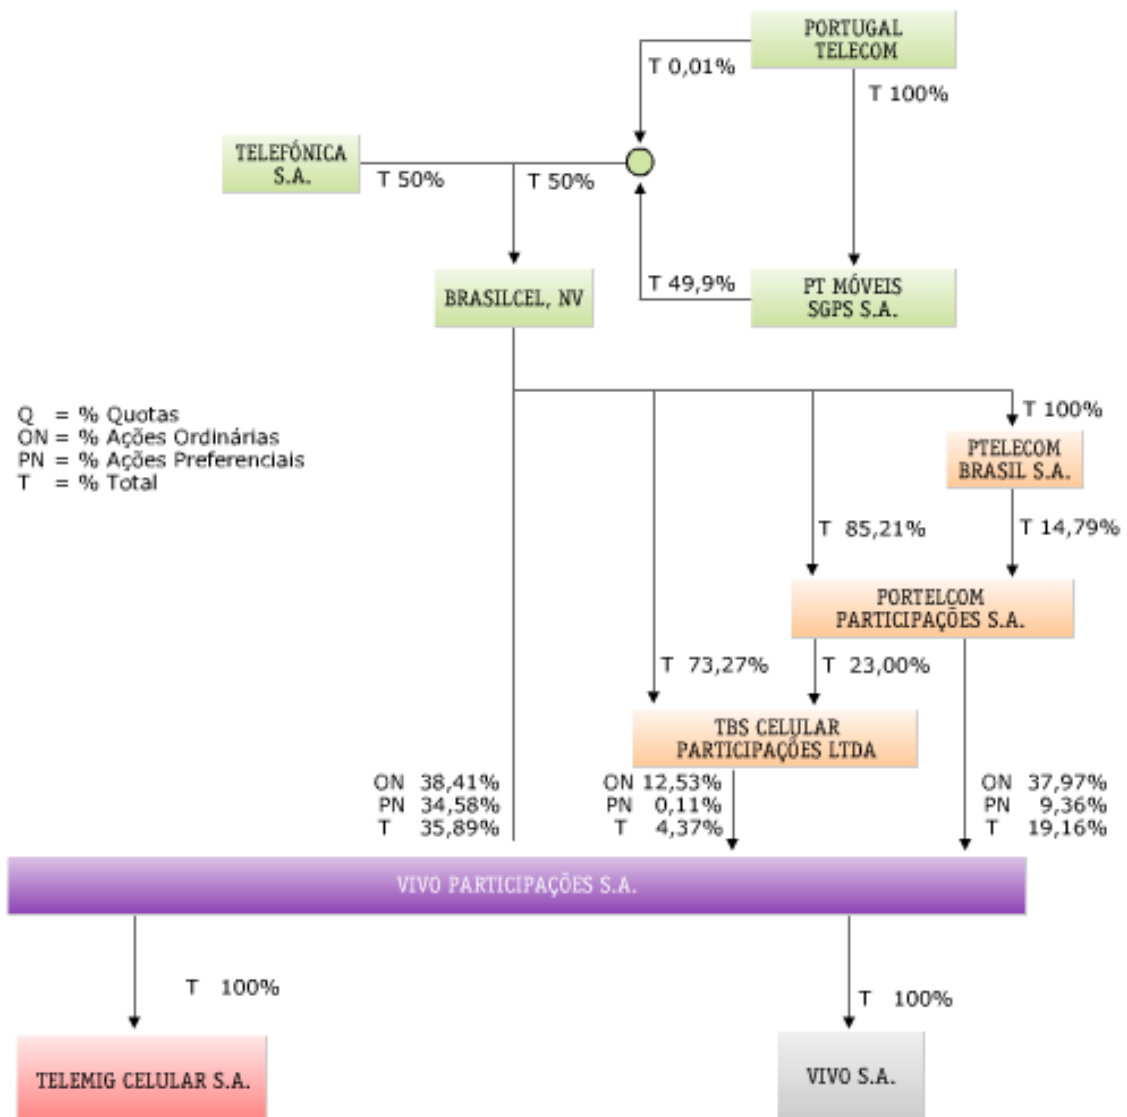 PORTUGAL
TELECOM
T 0,01%
T 100%
TELEFÓNICA
S.A.
T 50%
T 50%
T 49,9%
BRASILCEL, NV
PT MÓVEIS
SGPS S.A.
Q = % Quotas
ON = % Ações Ordinárias
PN = % Ações Preferenciais
T = % Total
T 100%
PTELECOM
BRASIL S.A.
T 85,21%
T 14,79%
PORTELCOM
PARTICIPAÇÕES S.A.
T 73,27%
T 23,00%
TBS CELULAR
PARTICIPAÇÕES LTDA
ON 38,41%
PN 34,58%
T 35,89%
ON 12,53%
PN 0,11%
T 4,37%
ON 37,97%
PN 9,36%
T 19,16%
VIVO PARTICIPAÇÕES S.A.
T 100%
T 100%
TELEMIG CELULAR S.A.
VIVO S.A.